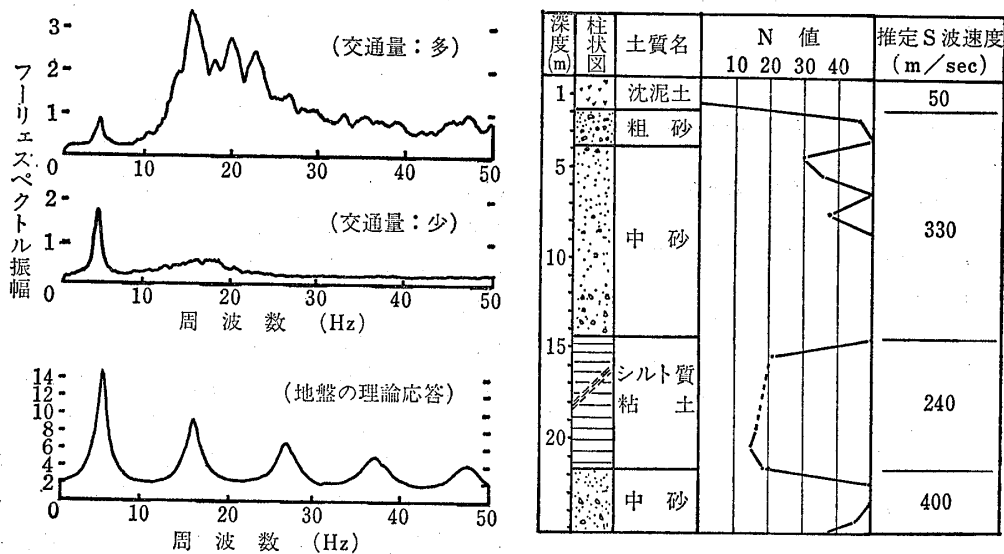 フーリェスペクトル振幅
3
2
1
0
(交通量：多)
10 20 30 40 50
2
1
0
(交通量：少)
10 20 30 40 50
周波数 (Hz)
14
12
10
8
6
4
2
0
(地盤の理論応答)
10 20 30 40 50
周波数 (Hz)
深度(m)
柱状図
土質名
N 値
10 20 30 40
推定S波速度
(m/sec)
1
沈泥土
50
粗砂
5
中砂
330
10
15
シルト質
粘土
240
20
中砂
400